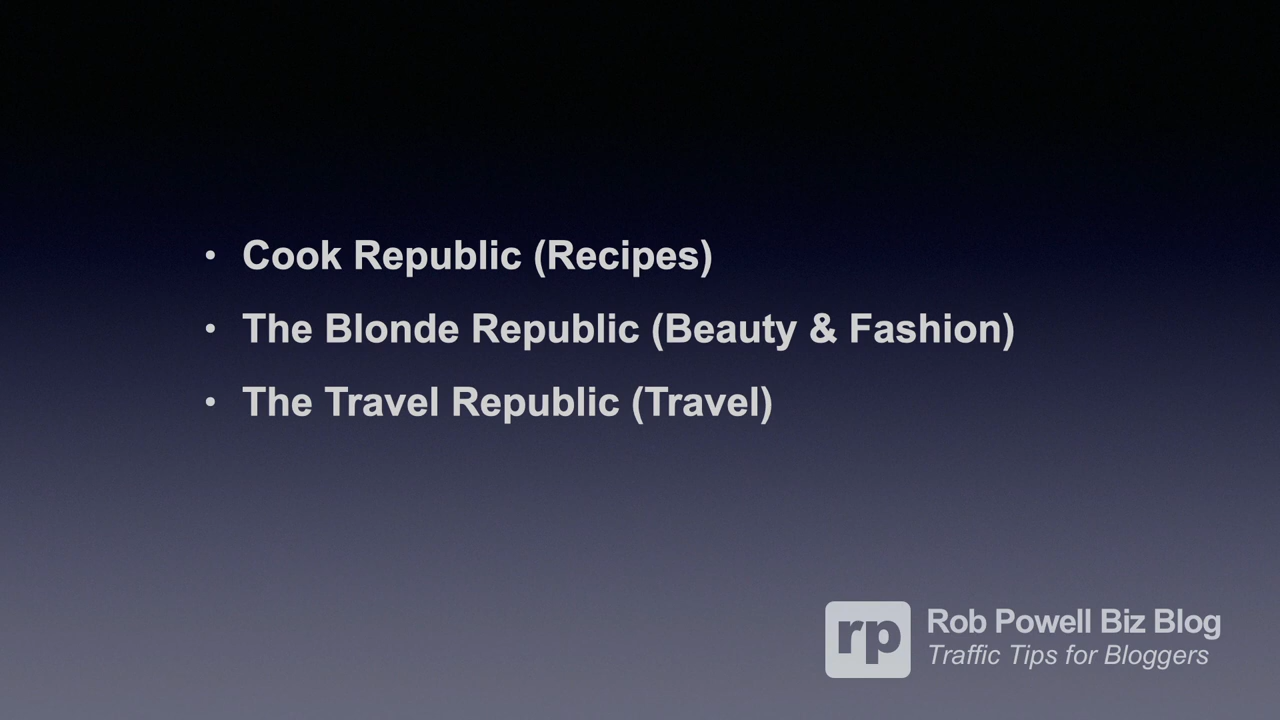 • Cook Republic (Recipes)
• The Blonde Republic (Beauty & Fashion)
• The Travel Republic (Travel)
rp
Rob Powell Biz Blog
Traffic Tips for Bloggers